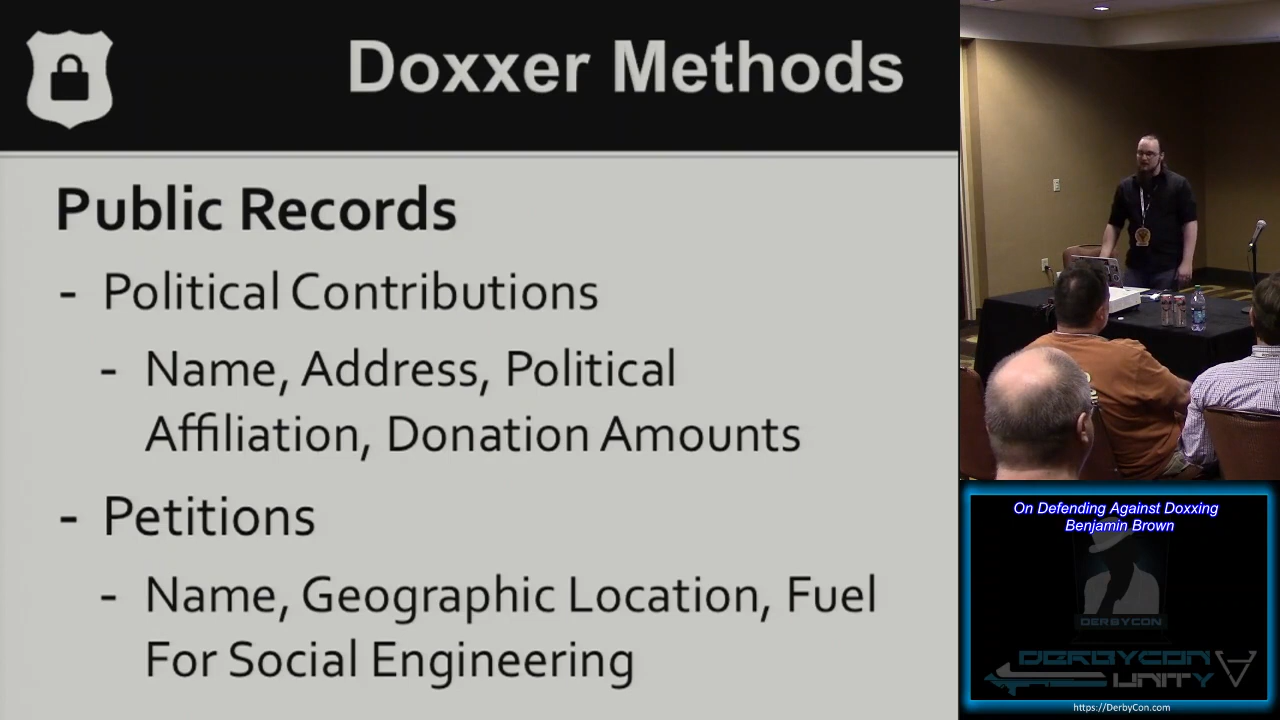 Doxxer Methods
Public Records
- Political Contributions
- Name, Address, Political
Affiliation, Donation Amounts
- Petitions
- Name, Geographic Location, Fuel
For Social Engineering
On Defending Against Doxxing
Benjamin Brown
DERBYCON
DERBYCON
UNITY
https://DerbyCon.com